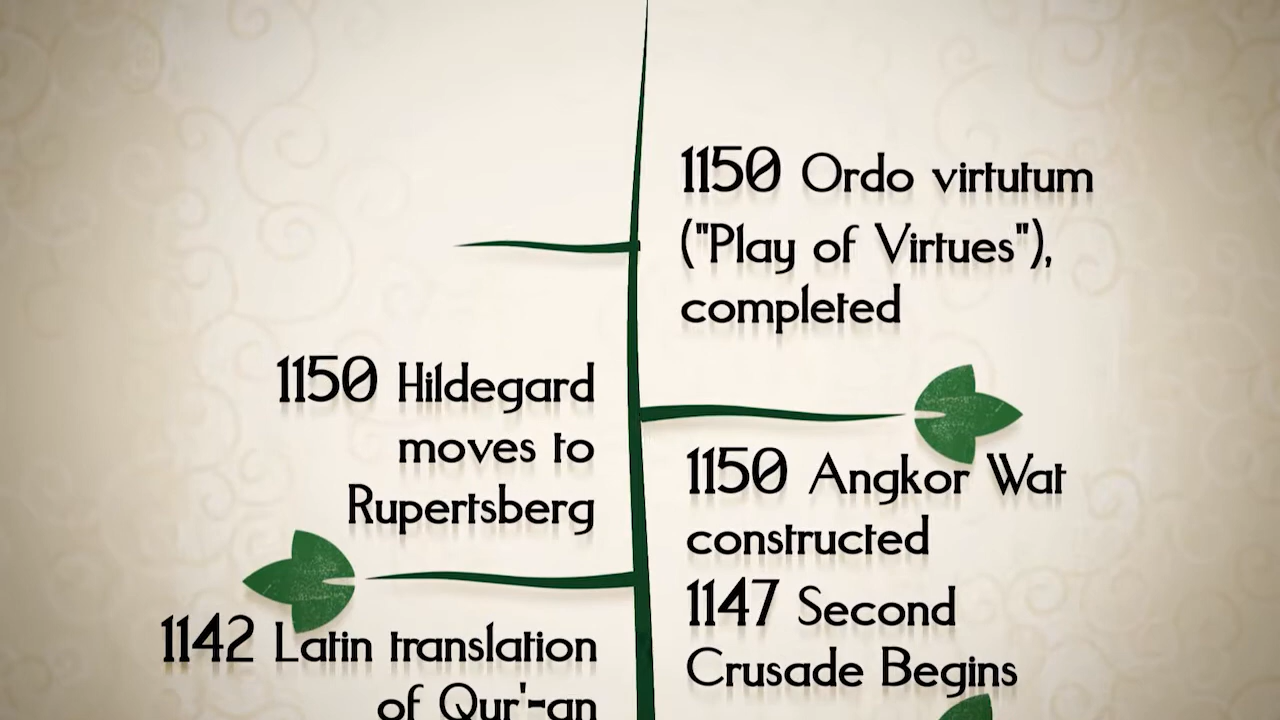 1150 Ordo virtutum
("Play of Virtues"),
completed
1150 Hildegard
moves to
Rupertsberg
1150 Angkor Wat
constructed
1147 Second
Crusade Begins
1142 Latin translation
of Qur'-an